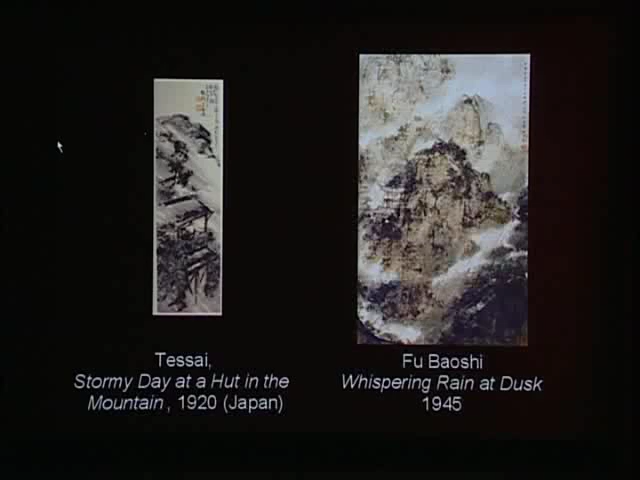 Tessai,
Stormy Day at a Hut in the
Mountain, 1920 (Japan)
Fu Baoshi
Whispering Rain at Dusk
1945